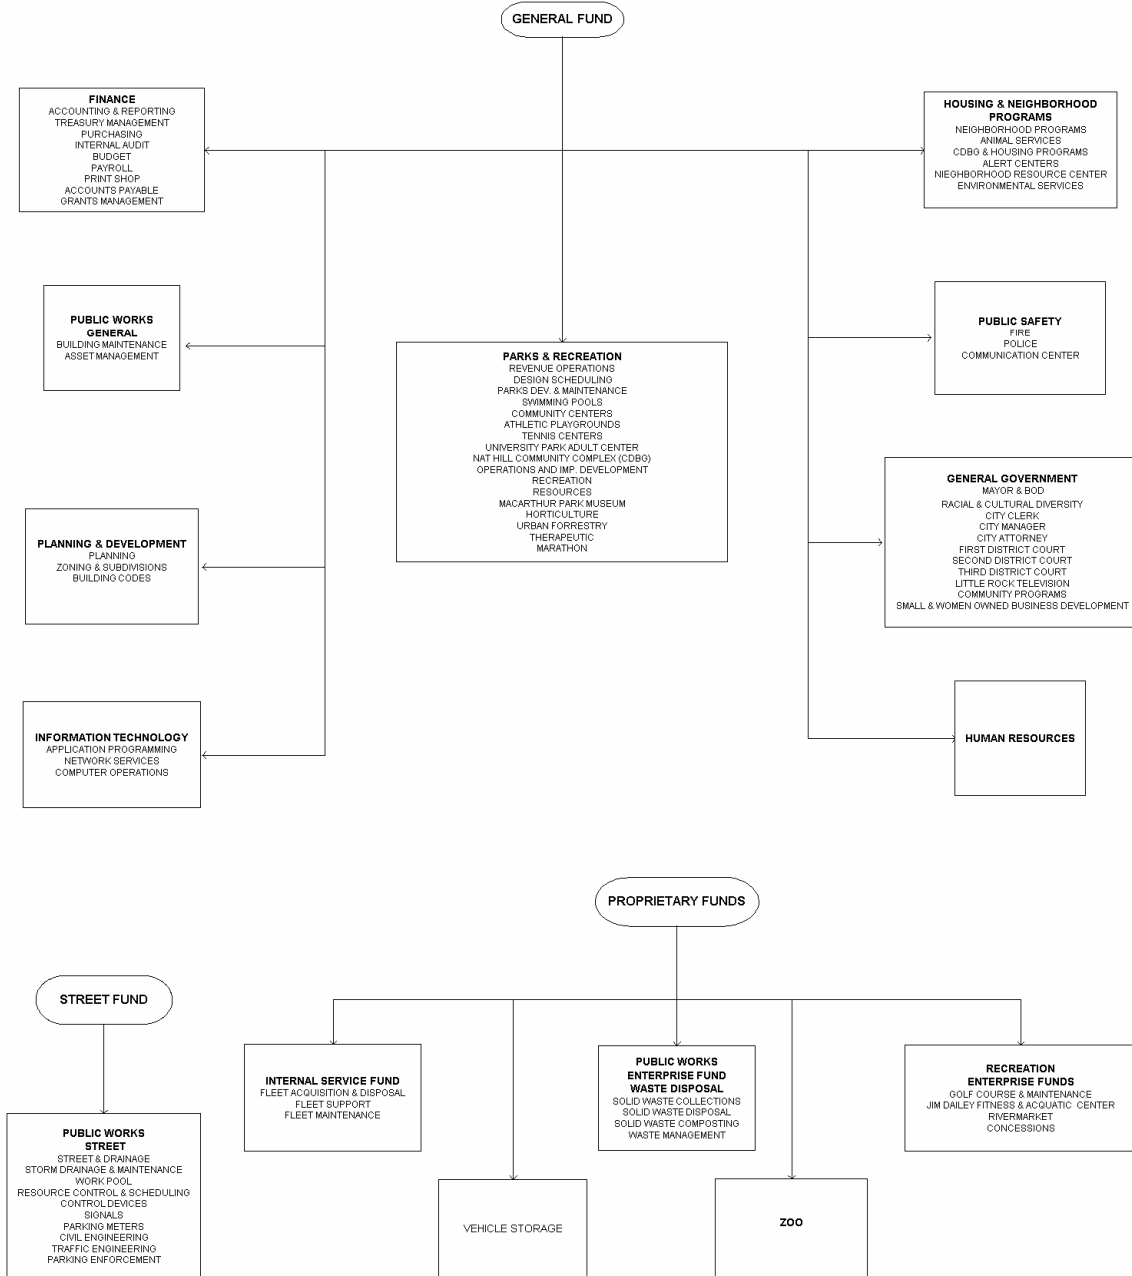 GENERAL FUND
FINANCE
ACCOUNTING & REPORTING
TREASURY MANAGEMENT
PURCHASING
INTERNAL AUDIT
BUDGET
PAYROLL
PRINT SHOP
ACCOUNTS PAYABLE
GRANTS MANAGEMENT
HOUSING & NEIGHBORHOOD
PROGRAMS
NEIGHBORHOOD PROGRAMS
ANIMAL SERVICES
CDBG & HOUSING PROGRAMS
ALERT CENTERS
NIEGHBORHOOD RESOURCE CENTER
ENVIRONMENTAL SERVICES
PUBLIC WORKS
GENERAL
BUILDING MAINTENANCE
ASSET MANAGEMENT
PUBLIC SAFETY
FIRE
POLICE
COMMUNICATION CENTER
PARKS & RECREATION
REVENUE OPERATIONS
DESIGN SCHEDULING
PARKS DEV. & MAINTENANCE
SWIMMING POOLS
COMMUNITY CENTERS
ATHLETIC PLAYGROUNDS
TENNIS CENTERS
UNIVERSITY PARK ADULT CENTER
NAT HILL COMMUNITY COMPLEX (CDBG)
OPERATIONS AND IMP. DEVELOPMENT
RECREATION
RESOURCES
MACARTHUR PARK MUSEUM
HORTICULTURE
URBAN FORRESTRY
THERAPEUTIC
MARATHON
GENERAL GOVERNMENT
MAYOR & BOD
RACIAL & CULTURAL DIVERSITY
CITY CLERK
CITY MANAGER
CITY ATTORNEY
FIRST DISTRICT COURT
SECOND DISTRICT COURT
THIRD DISTRICT COURT
LITTLE ROCK TELEVISION
COMMUNITY PROGRAMS
SMALL & WOMEN OWNED BUSINESS DEVELOPMENT
PLANNING & DEVELOPMENT
PLANNING
ZONING & SUBDIVISIONS
BUILDING CODES
INFORMATION TECHNOLOGY
APPLICATION PROGRAMMING
NETWORK SERVICES
COMPUTER OPERATIONS
HUMAN RESOURCES
PROPRIETARY FUNDS
STREET FUND
INTERNAL SERVICE FUND
FLEET ACQUISITION & DISPOSAL
FLEET SUPPORT
FLEET MAINTENANCE
PUBLIC WORKS
ENTERPRISE FUND
WASTE DISPOSAL
SOLID WASTE COLLECTIONS
SOLID WASTE DISPOSAL
SOLID WASTE COMPOSTING
WASTE MANAGEMENT
RECREATION
ENTERPRISE FUNDS
GOLF COURSE & MAINTENANCE
JIM DAILEY FITNESS & ACQUATIC CENTER
RIVERMARKET
CONCESSIONS
PUBLIC WORKS
STREET
STREET & DRAINAGE
STORM DRAINAGE & MAINTENANCE
WORK POOL
RESOURCE CONTROL & SCHEDULING
CONTROL DEVICES
SIGNALS
PARKING METERS
CIVIL ENGINEERING
TRAFFIC ENGINEERING
PARKING ENFORCEMENT
VEHICLE STORAGE
ZOO